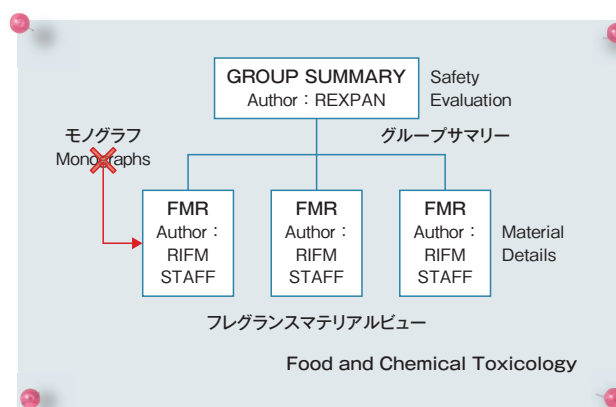 GROUP SUMMARY
Author：REXPAN
Safety
Evaluation
モノグラフ
Monographs
グループサマリー
FMR
Author：
RIFM
STAFF
FMR
Author：
RIFM
STAFF
FMR
Author：
RIFM
STAFF
Material
Details
フレグランスマテリアルビュー
Food and Chemical Toxicology